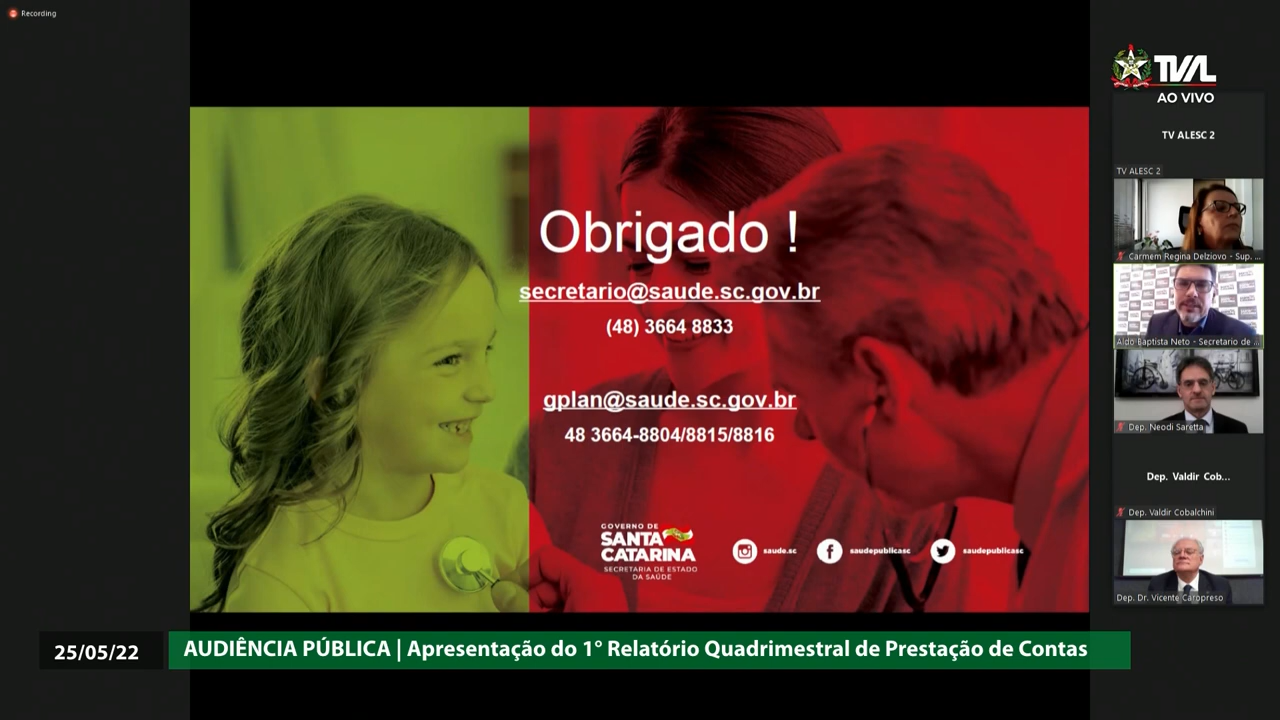 Recording
TVAL
AO VIVO
TV ALESC 2
TV ALESC 2
Carmem Regina Delziovo - Sup. ...
Aldo Baptista Neto - Secretario de ...
Dep. Neodi Saretta
Dep. Valdir Cob...
Dep. Valdir Cobalchini
Dep. Dr. Vicente Caropreso
Obrigado !
secretario@saude.sc.gov.br
(48) 3664 8833
gplan@saude.sc.gov.br
48 3664-8804/8815/8816
GOVERNO DE
SANTA
CATARINA
SECRETARIA DE ESTADO
DA SAÚDE
saude.sc
saudepublicasc
saudepublicasc
25/05/22
AUDIÊNCIA PÚBLICA | Apresentação do 1° Relatório Quadrimestral de Prestação de Contas